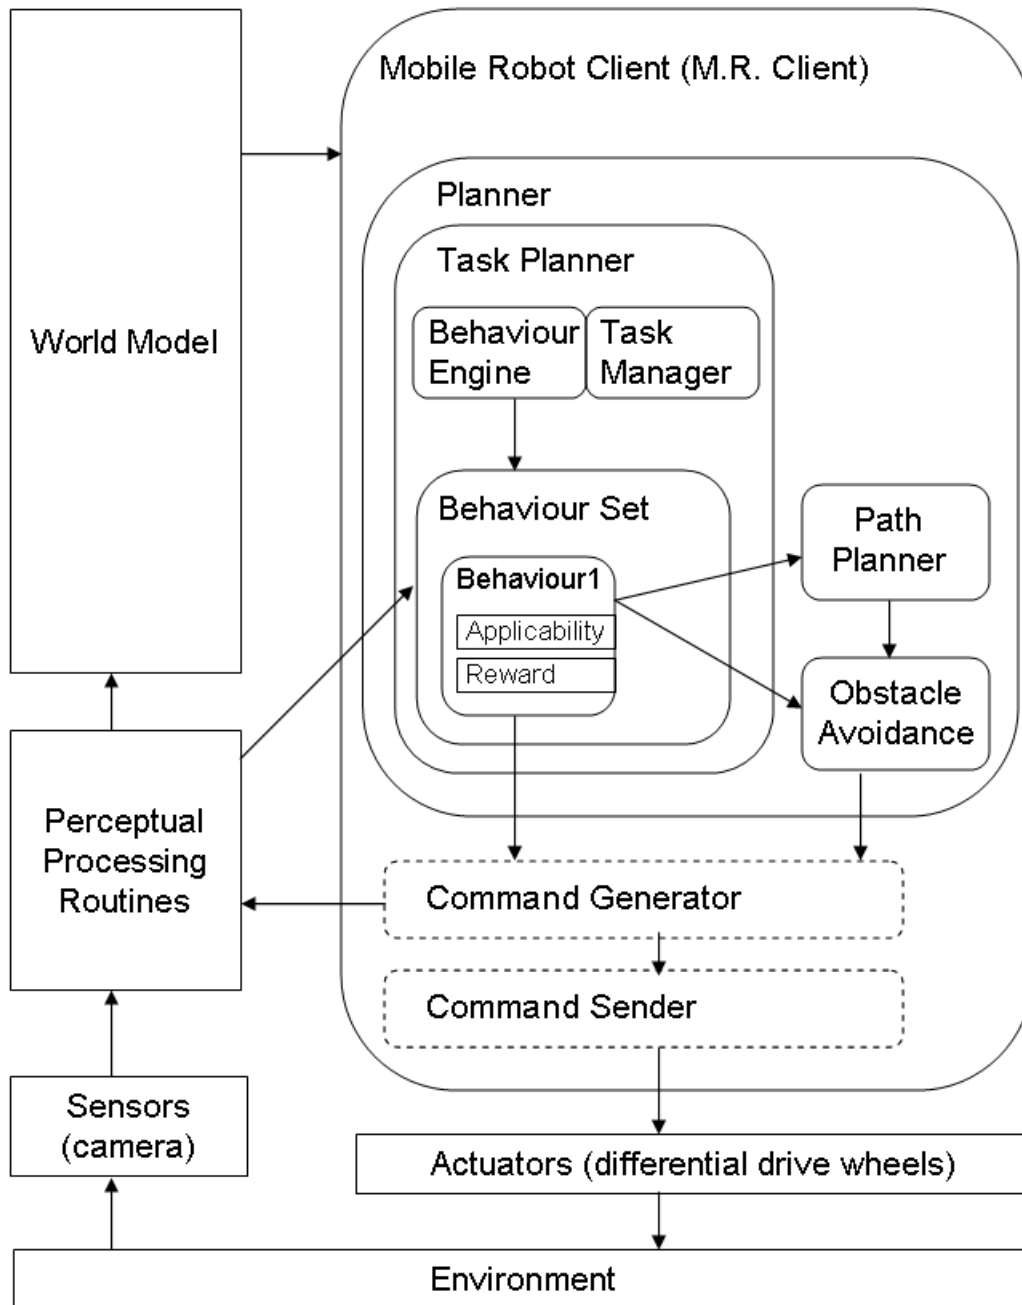 Mobile Robot Client (M.R. Client)
Planner
Task Planner
Behaviour
Engine
Task
Manager
World Model
Behaviour Set
Behaviour1
Applicability
Reward
Path
Planner
Obstacle
Avoidance
Perceptual
Processing
Routines
Command Generator
Command Sender
Sensors
(camera)
Actuators (differential drive wheels)
Environment